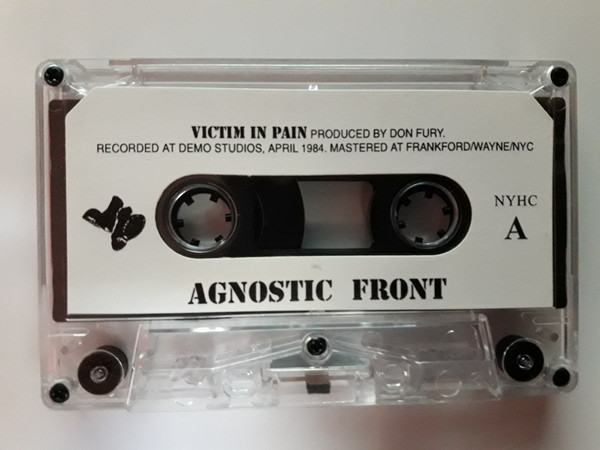 VICTIM IN PAIN PRODUCED BY DON FURY.
RECORDED AT DEMO STUDIOS, APRIL 1984. MASTERED AT FRANKFORD/WAYNE/NYC
NYHC
A
AGNOSTIC FRONT